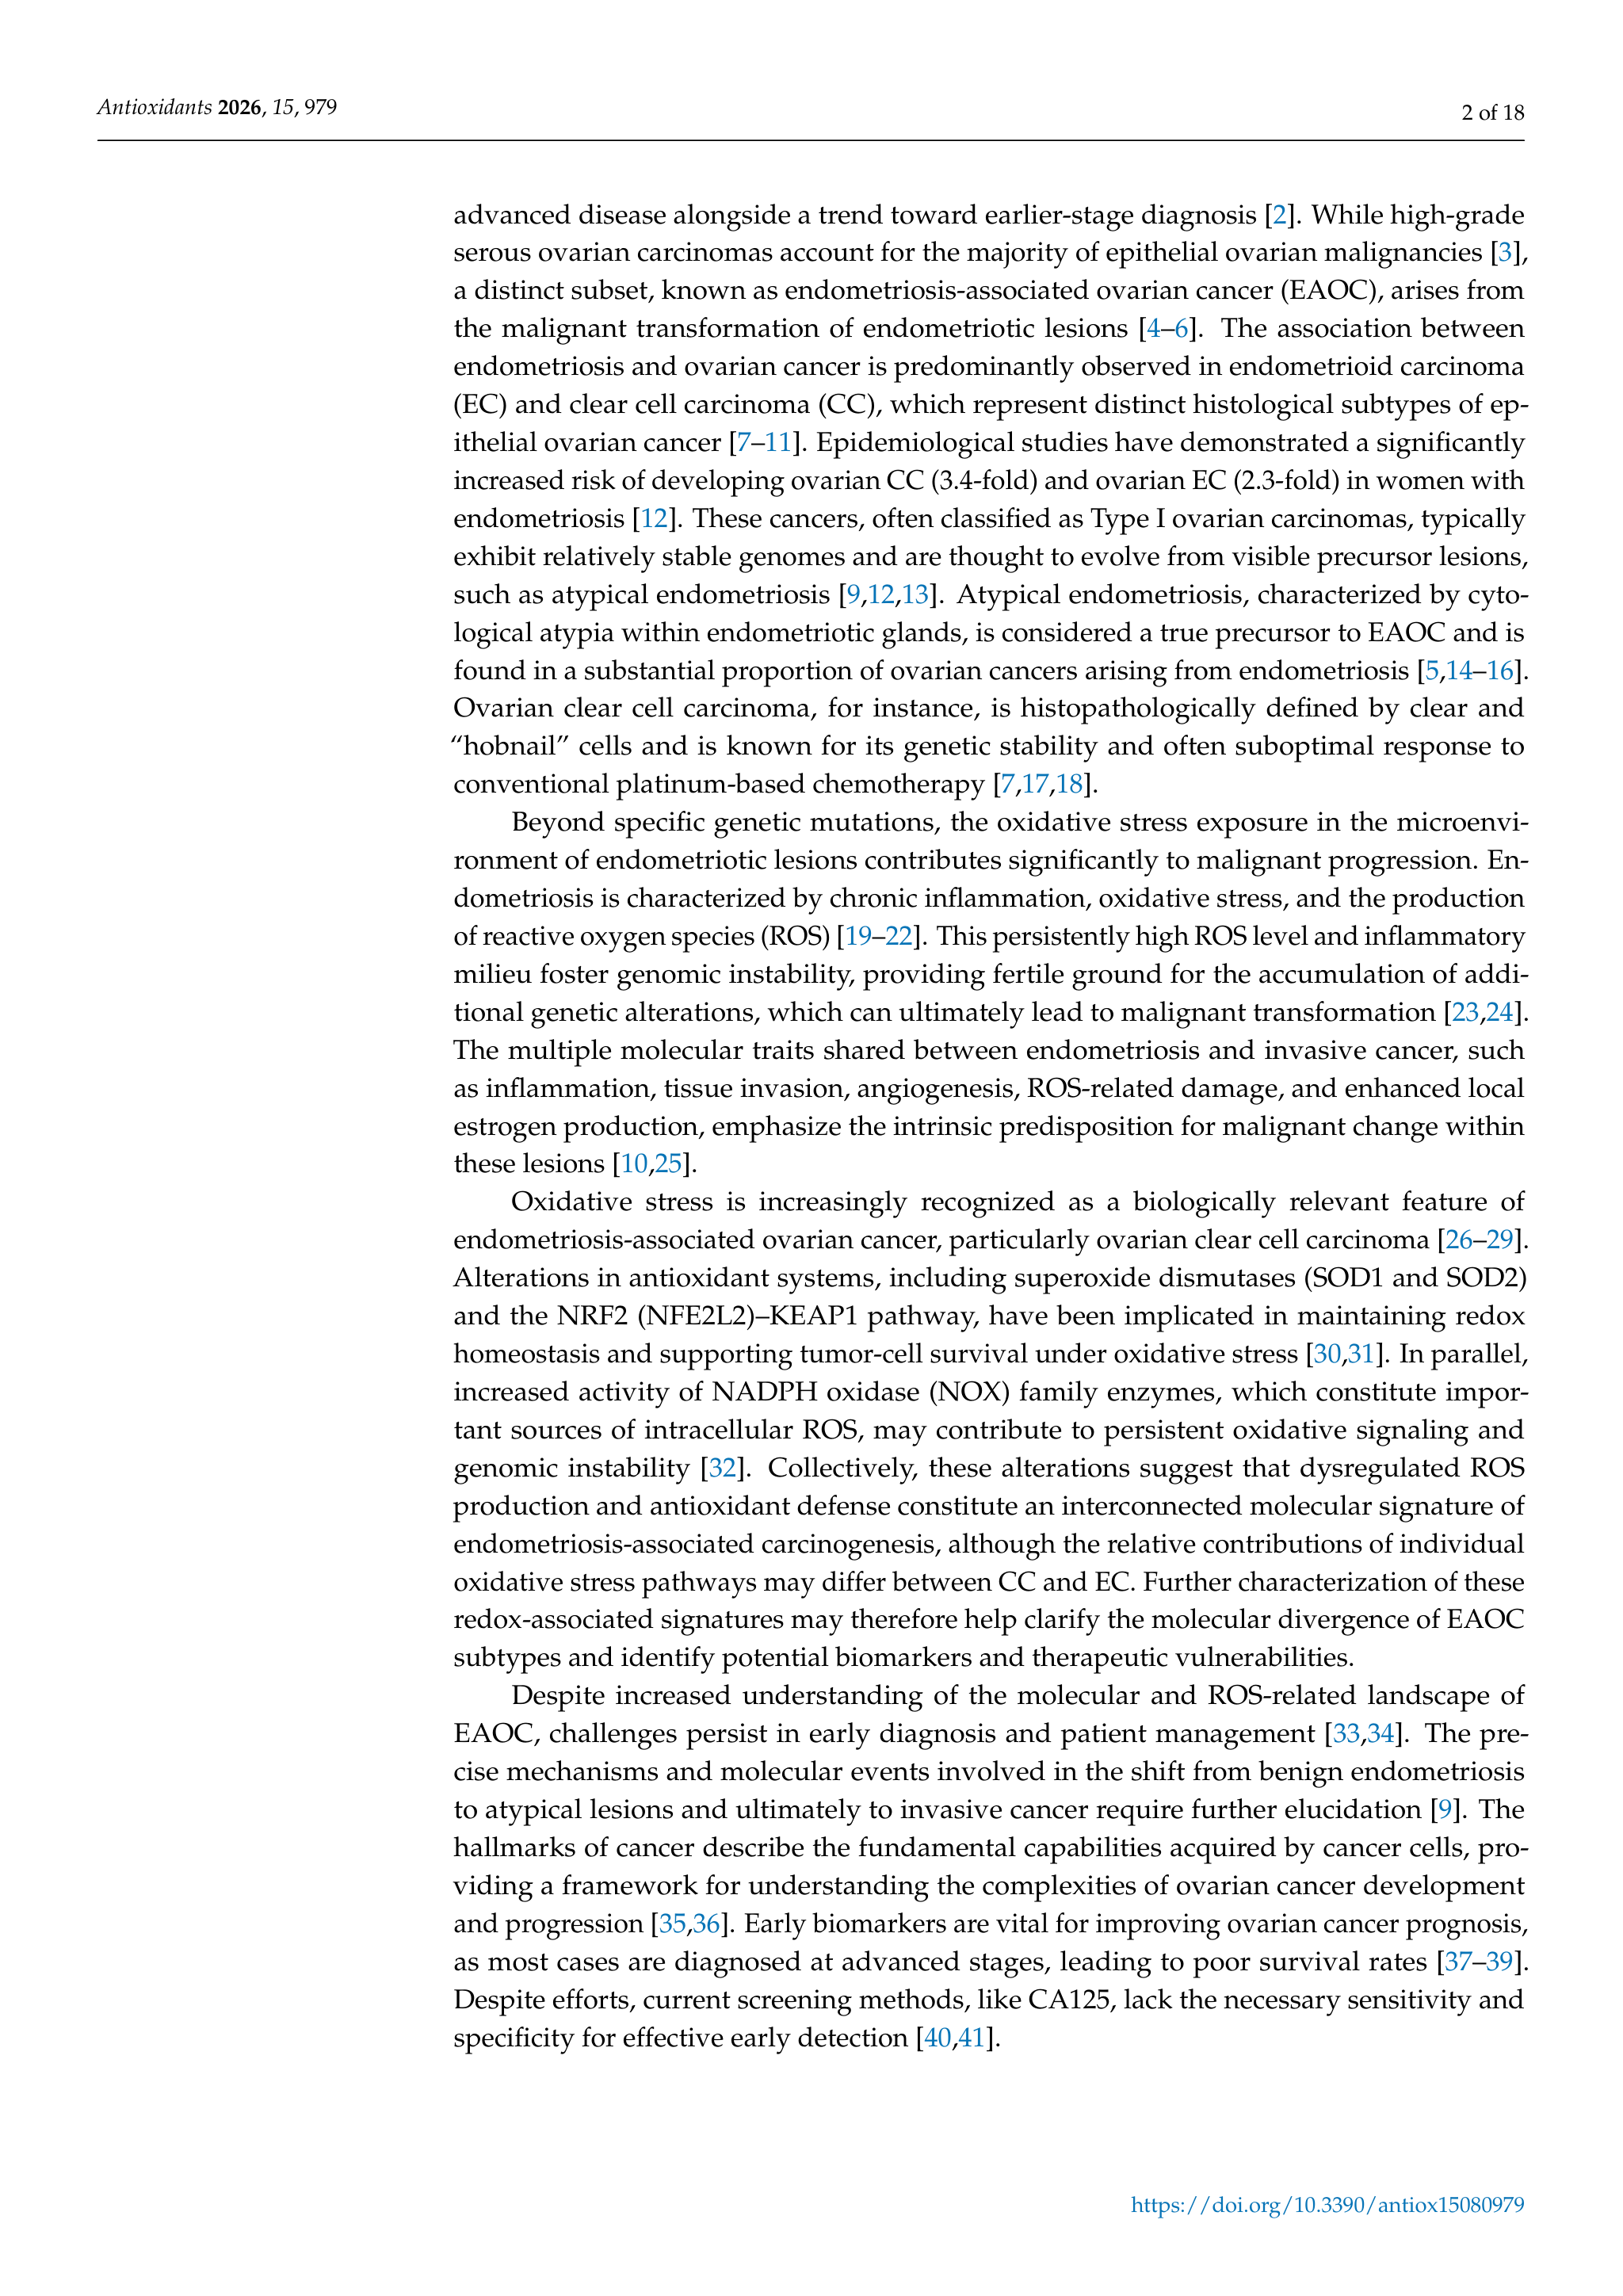 Antioxidants 2026, 15, 979
2 of 18
advanced disease alongside a trend toward earlier-stage diagnosis [2]. While high-grade
serous ovarian carcinomas account for the majority of epithelial ovarian malignancies [3],
a distinct subset, known as endometriosis-associated ovarian cancer (EAOC), arises from
the malignant transformation of endometriotic lesions [4–6]. The association between
endometriosis and ovarian cancer is predominantly observed in endometrioid carcinoma
(EC) and clear cell carcinoma (CC), which represent distinct histological subtypes of ep-
ithelial ovarian cancer [7–11]. Epidemiological studies have demonstrated a significantly
increased risk of developing ovarian CC (3.4-fold) and ovarian EC (2.3-fold) in women with
endometriosis [12]. These cancers, often classified as Type I ovarian carcinomas, typically
exhibit relatively stable genomes and are thought to evolve from visible precursor lesions,
such as atypical endometriosis [9,12,13]. Atypical endometriosis, characterized by cyto-
logical atypia within endometriotic glands, is considered a true precursor to EAOC and is
found in a substantial proportion of ovarian cancers arising from endometriosis [5,14–16].
Ovarian clear cell carcinoma, for instance, is histopathologically defined by clear and
“hobnail” cells and is known for its genetic stability and often suboptimal response to
conventional platinum-based chemotherapy [7,17,18].
Beyond specific genetic mutations, the oxidative stress exposure in the microenvi-
ronment of endometriotic lesions contributes significantly to malignant progression. En-
dometriosis is characterized by chronic inflammation, oxidative stress, and the production
of reactive oxygen species (ROS) [19–22]. This persistently high ROS level and inflammatory
milieu foster genomic instability, providing fertile ground for the accumulation of addi-
tional genetic alterations, which can ultimately lead to malignant transformation [23,24].
The multiple molecular traits shared between endometriosis and invasive cancer, such
as inflammation, tissue invasion, angiogenesis, ROS-related damage, and enhanced local
estrogen production, emphasize the intrinsic predisposition for malignant change within
these lesions [10,25].
Oxidative stress is increasingly recognized as a biologically relevant feature of
endometriosis-associated ovarian cancer, particularly ovarian clear cell carcinoma [26–29].
Alterations in antioxidant systems, including superoxide dismutases (SOD1 and SOD2)
and the NRF2 (NFE2L2)–KEAP1 pathway, have been implicated in maintaining redox
homeostasis and supporting tumor-cell survival under oxidative stress [30,31]. In parallel,
increased activity of NADPH oxidase (NOX) family enzymes, which constitute impor-
tant sources of intracellular ROS, may contribute to persistent oxidative signaling and
genomic instability [32]. Collectively, these alterations suggest that dysregulated ROS
production and antioxidant defense constitute an interconnected molecular signature of
endometriosis-associated carcinogenesis, although the relative contributions of individual
oxidative stress pathways may differ between CC and EC. Further characterization of these
redox-associated signatures may therefore help clarify the molecular divergence of EAOC
subtypes and identify potential biomarkers and therapeutic vulnerabilities.
Despite increased understanding of the molecular and ROS-related landscape of
EAOC, challenges persist in early diagnosis and patient management [33,34]. The pre-
cise mechanisms and molecular events involved in the shift from benign endometriosis
to atypical lesions and ultimately to invasive cancer require further elucidation [9]. The
hallmarks of cancer describe the fundamental capabilities acquired by cancer cells, pro-
viding a framework for understanding the complexities of ovarian cancer development
and progression [35,36]. Early biomarkers are vital for improving ovarian cancer prognosis,
as most cases are diagnosed at advanced stages, leading to poor survival rates [37–39].
Despite efforts, current screening methods, like CA125, lack the necessary sensitivity and
specificity for effective early detection [40,41].
https://doi.org/10.3390/antiox15080979